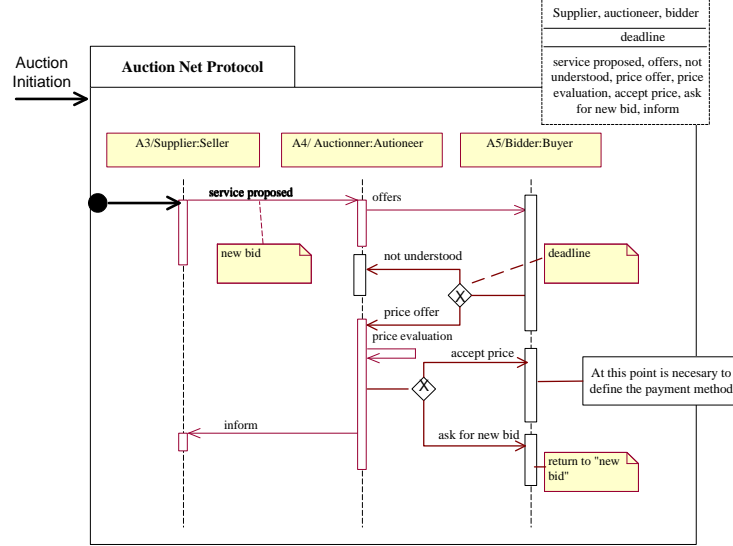 Supplier, auctioneer, bidder
deadline
service proposed, offers, not
understood, price offer, price
evaluation, accept price, ask
for new bid, inform
Auction
Initiation
Auction Net Protocol
A3/Supplier:Seller
A4/ Auctionner:Autioneer
A5/Bidder:Buyer
service proposed
offers
new bid
not understood
deadline
X
price offer
price evaluation
accept price
X
At this point is necesary to
define the payment method
inform
ask for new bid
return to "new
bid"